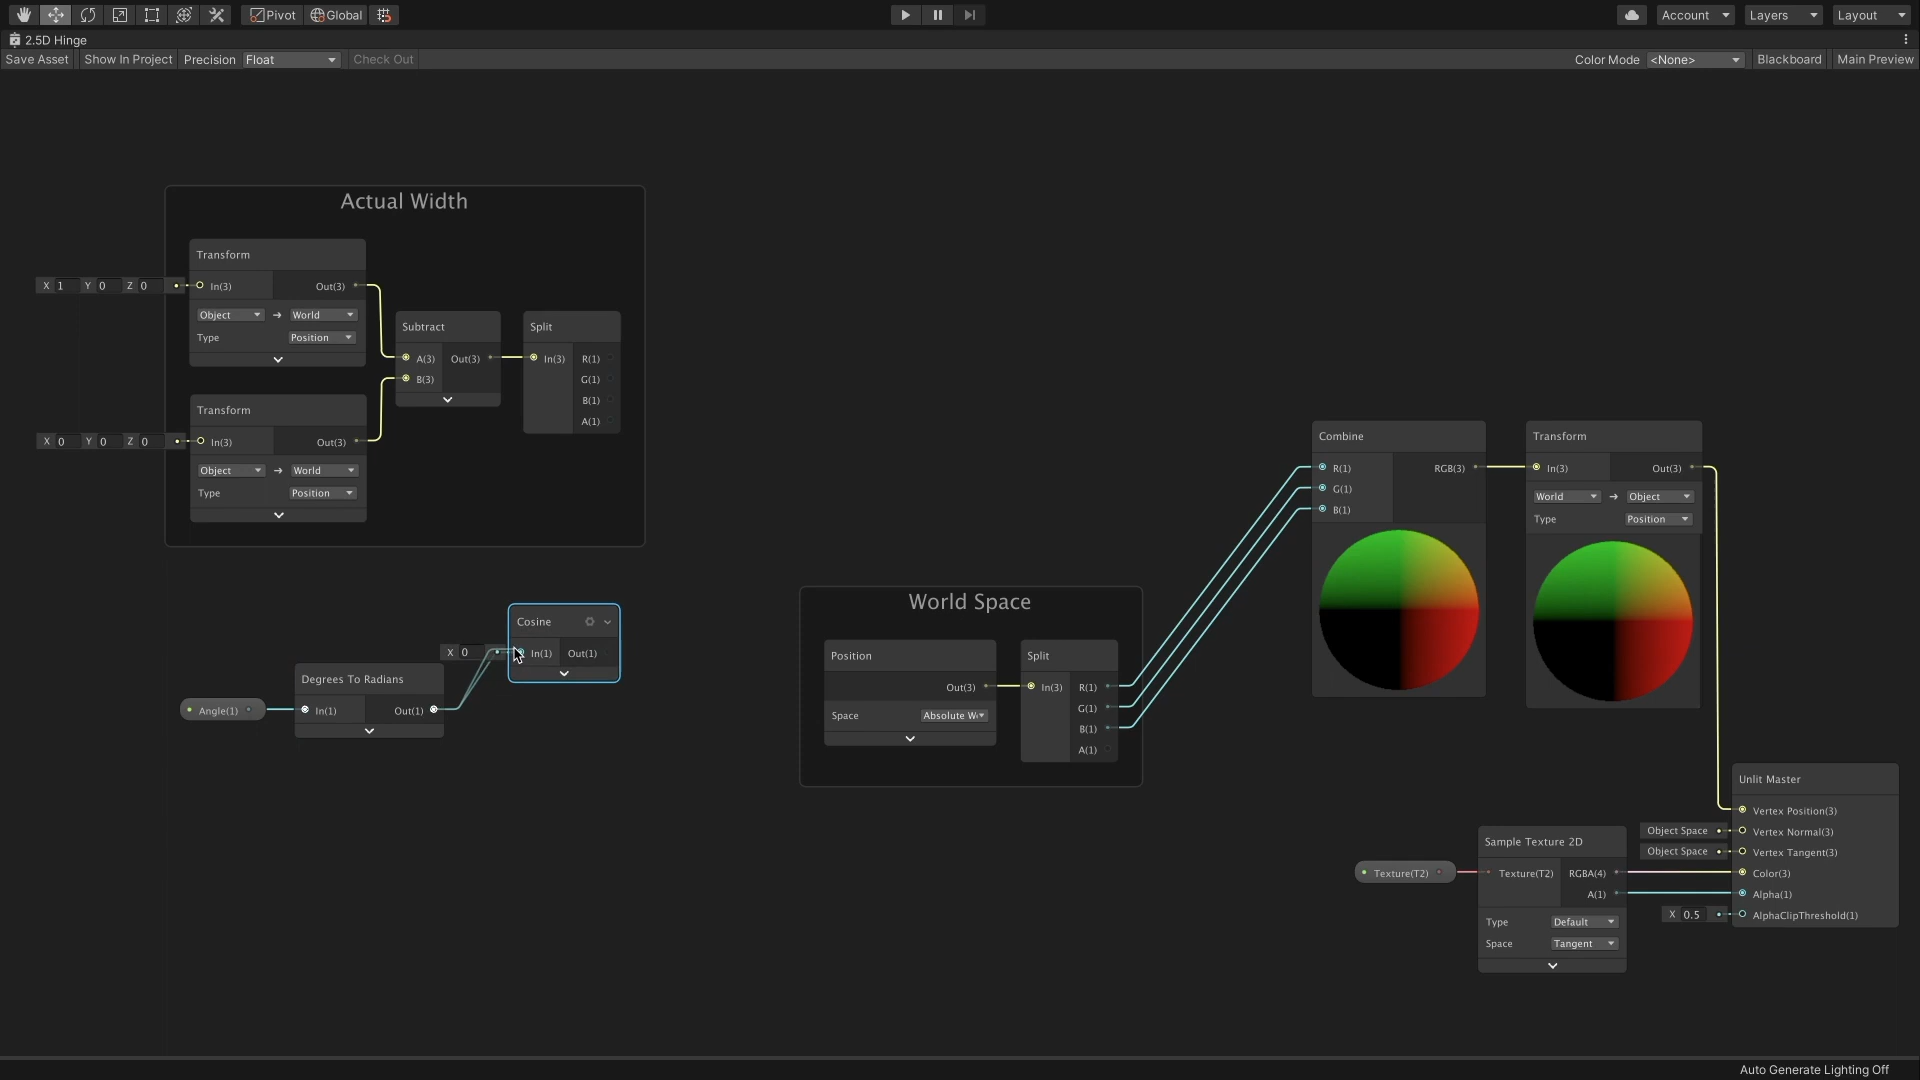 Pivot Global Account Layers Layout
2.5D Hinge
Save Asset Show In Project Precision Float Check Out Color Mode <None> Blackboard Main Preview
Actual Width
Transform
X 1 Y 0 Z 0 In(3) Out(3)
Object → World
Type Position
Subtract
A(3) Out(3)
B(3)
Split
In(3) R(1)
G(1)
B(1)
A(1)
Transform
X 0 Y 0 Z 0 In(3) Out(3)
Object → World
Type Position
Cosine
X 0 In(1) Out(1)
Degrees To Radians
Angle(1) In(1) Out(1)
World Space
Position
Out(3)
Space Absolute W
Split
In(3) R(1)
G(1)
B(1)
A(1)
Combine
R(1) RGB(3)
G(1)
B(1)
Transform
In(3) Out(3)
World → Object
Type Position
Unlit Master
Vertex Position(3)
Object Space Vertex Normal(3)
Object Space Vertex Tangent(3)
Color(3)
Alpha(1)
X 0.5 AlphaClipThreshold(1)
Sample Texture 2D
Texture(T2) Texture(T2) RGBA(4)
A(1)
Type Default
Space Tangent
Auto Generate Lighting Off